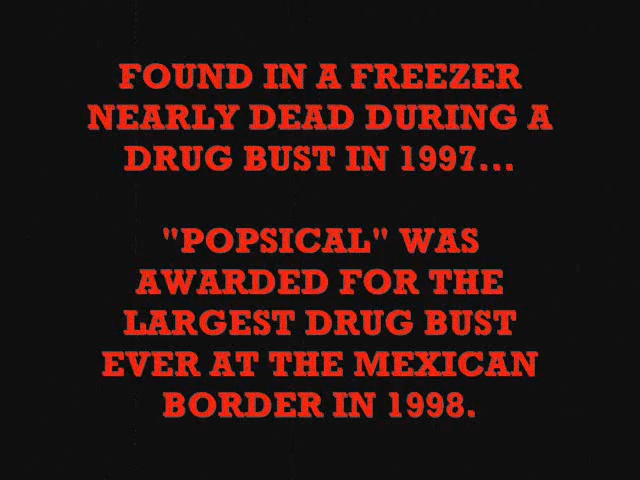 FOUND IN A FREEZER
NEARLY DEAD DURING A
DRUG BUST IN 1997...
"POPSICAL" WAS
AWARDED FOR THE
LARGEST DRUG BUST
EVER AT THE MEXICAN
BORDER IN 1998.